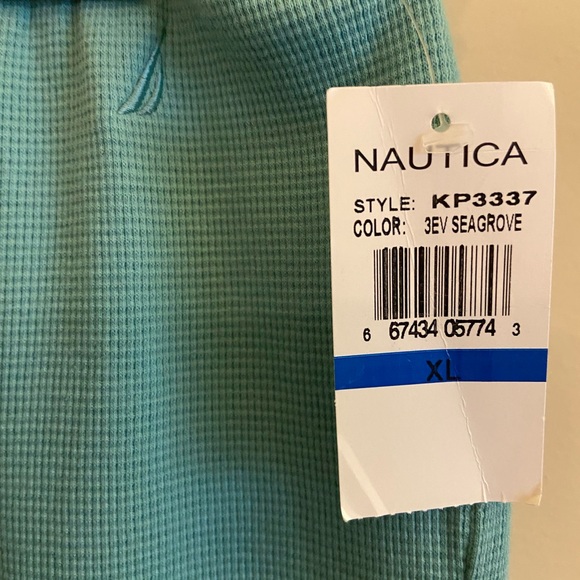 NAUTICA
STYLE: KP3337
COLOR: 3EV SEAGROVE
6 67434 05774 3
XL